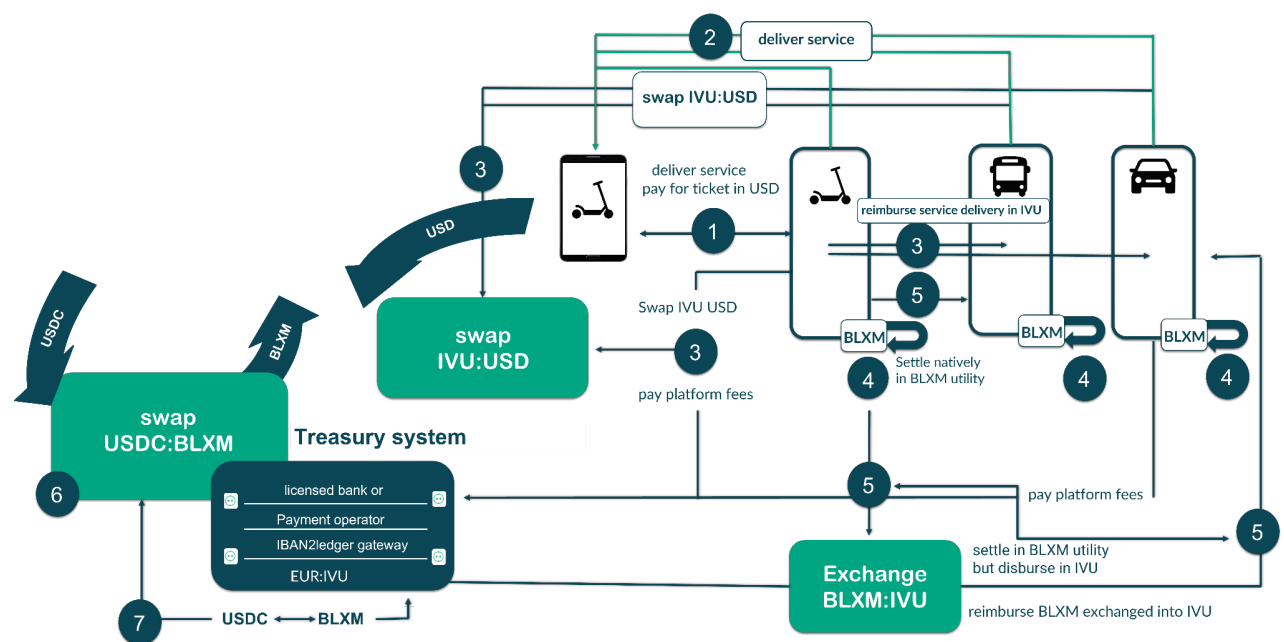 2
deliver service
swap IVU:USD
3
deliver service
pay for ticket in USD
1
reimburse service delivery in IVU
3
USD
5
Swap IVU USD
USDC
BLXM
swap
IVU:USD
3
BLXM
BLXM
BLXM
Settle natively
in BLXM utility
4
4
4
pay platform fees
swap
USDC:BLXM
Treasury system
6
licensed bank or
Payment operator
IBAN2ledger gateway
EUR:IVU
5
pay platform fees
5
settle in BLXM utility
but disburse in IVU
Exchange
BLXM:IVU
reimburse BLXM exchanged into IVU
7
USDC
BLXM